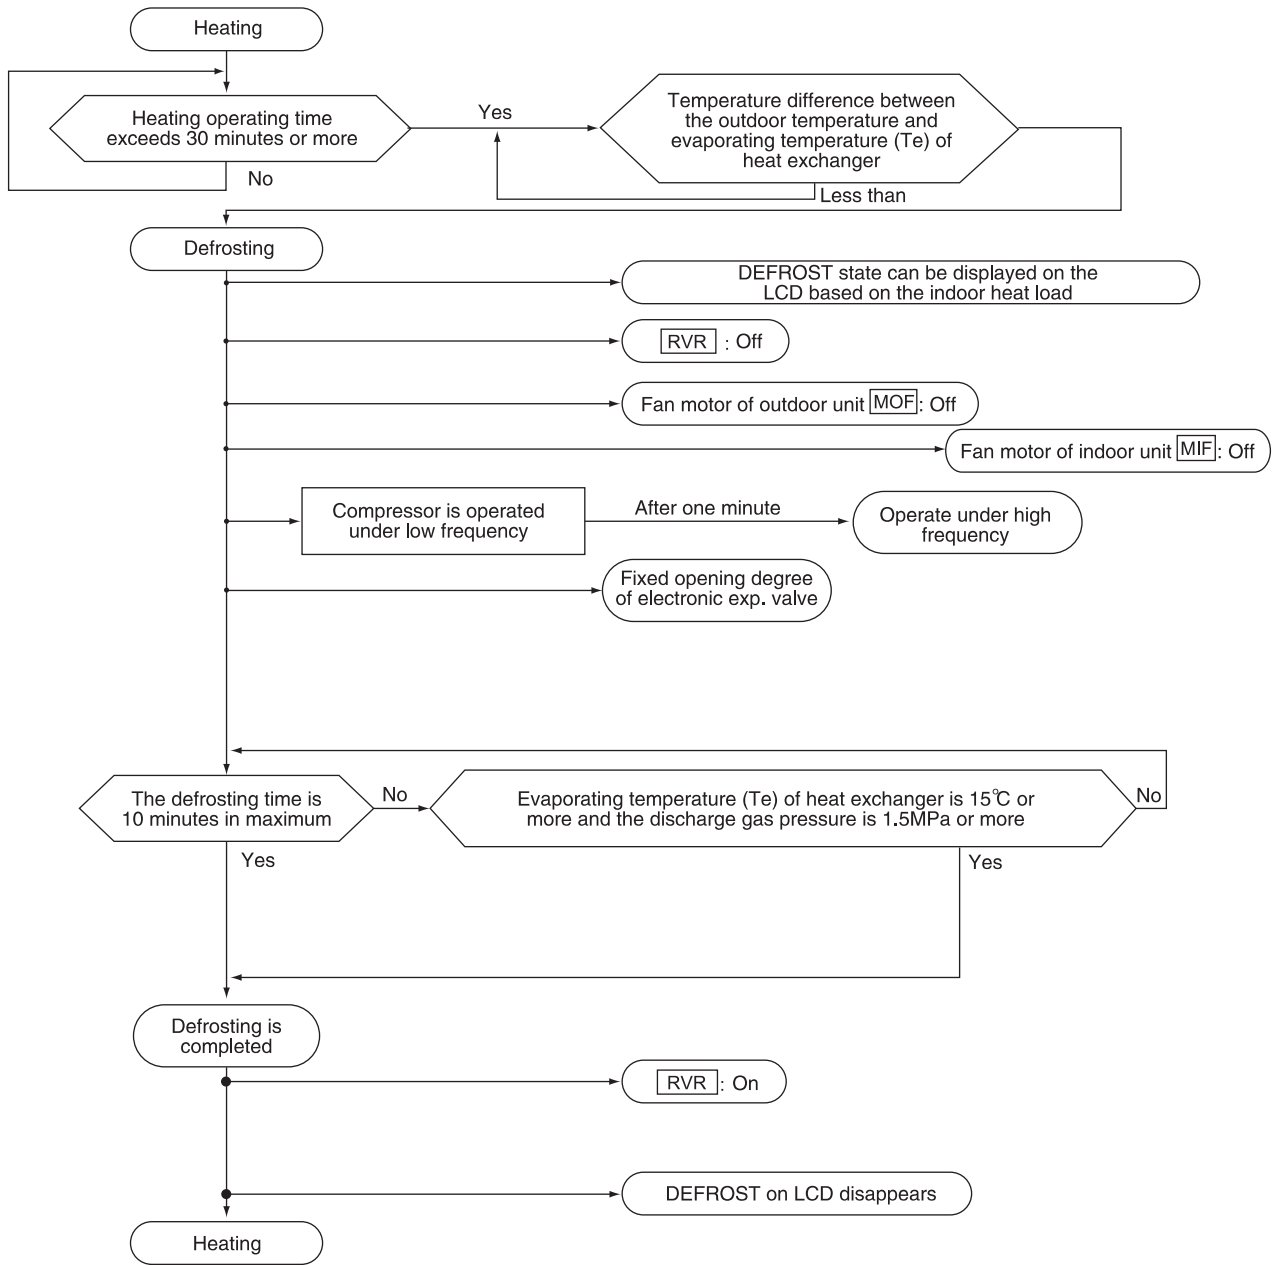 Heating
Heating operating time
exceeds 30 minutes or more
Yes
No
Temperature difference between
the outdoor temperature and
evaporating temperature (Te) of
heat exchanger
Less than
Defrosting
DEFROST state can be displayed on the
LCD based on the indoor heat load
RVR : Off
Fan motor of outdoor unit MOF: Off
Fan motor of indoor unit MIF: Off
Compressor is operated
under low frequency
After one minute
Operate under high
frequency
Fixed opening degree
of electronic exp. valve
The defrosting time is
10 minutes in maximum
No
Yes
Evaporating temperature (Te) of heat exchanger is 15℃ or
more and the discharge gas pressure is 1.5MPa or more
No
Yes
Defrosting is
completed
RVR : On
DEFROST on LCD disappears
Heating